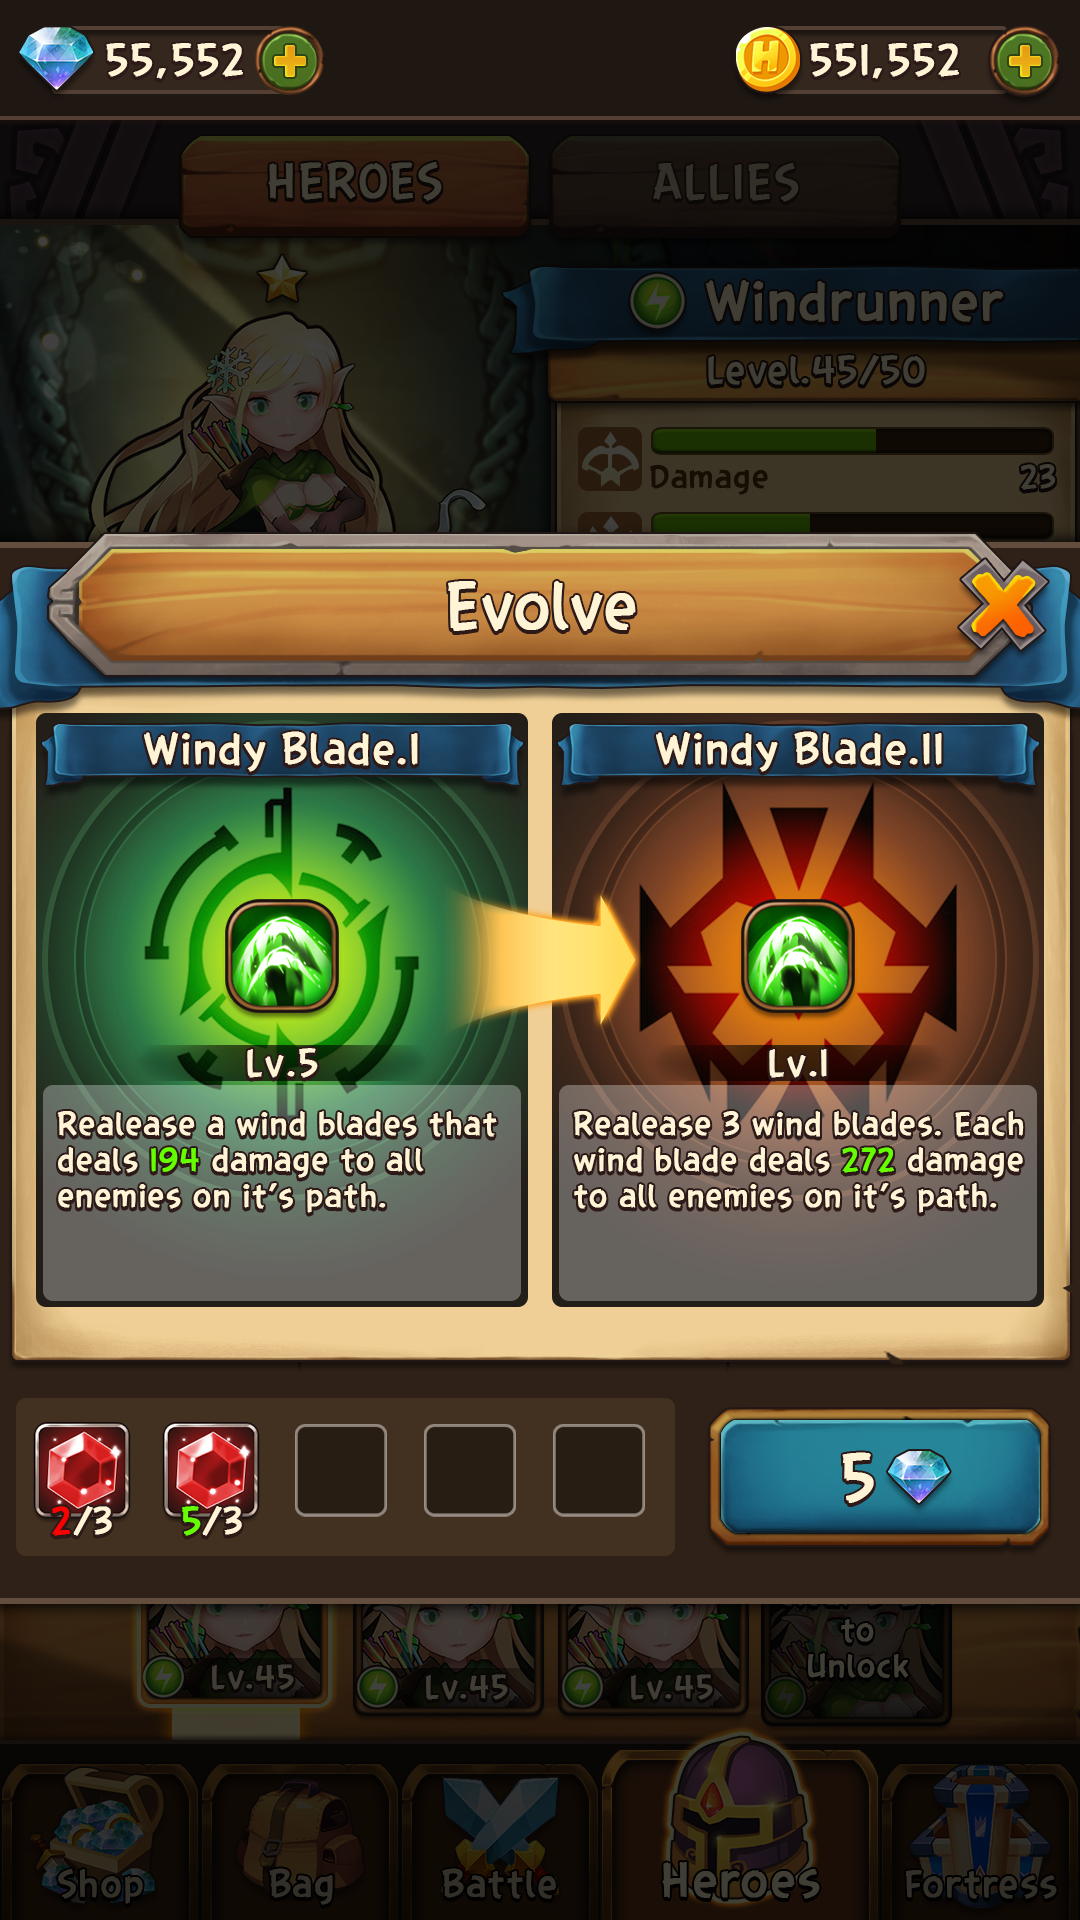 55,552
551,552
HEROES
ALLIES
Windrunner
Level.45/50
Damage
23
Evolve
Windy Blade.I
Windy Blade.II
Lv.5
Lv.1
Realease a wind blades that
deals 194 damage to all
enemies on it's path.
Realease 3 wind blades. Each
wind blade deals 272 damage
to all enemies on it's path.
2/3
5/3
5
to
Unlock
Lv.45
Lv.45
Lv.45
Shop
Bag
Battle
Heroes
Fortress